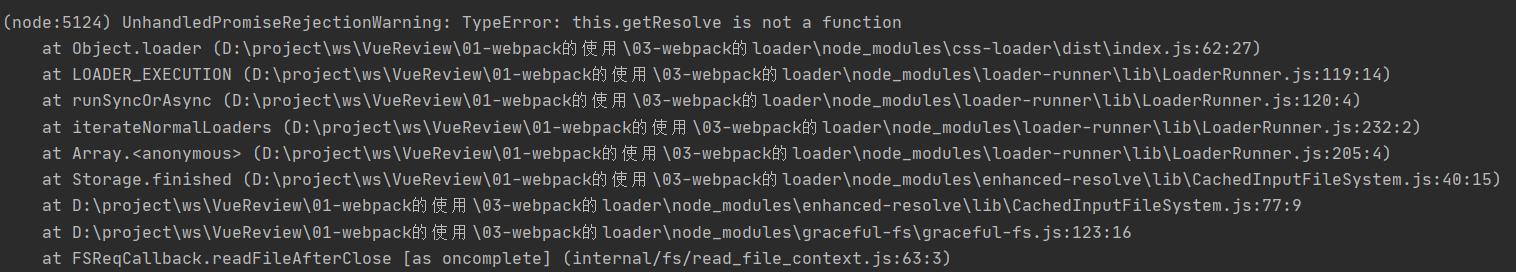 (node:5124) UnhandledPromiseRejectionWarning: TypeError: this.getResolve is not a function
    at Object.loader (D:\project\ws\VueReview\01-webpack的使用\03-webpack的loader\node_modules\css-loader\dist\index.js:62:27)
    at LOADER_EXECUTION (D:\project\ws\VueReview\01-webpack的使用\03-webpack的loader\node_modules\loader-runner\lib\LoaderRunner.js:119:14)
    at runSyncOrAsync (D:\project\ws\VueReview\01-webpack的使用\03-webpack的loader\node_modules\loader-runner\lib\LoaderRunner.js:120:4)
    at iterateNormalLoaders (D:\project\ws\VueReview\01-webpack的使用\03-webpack的loader\node_modules\loader-runner\lib\LoaderRunner.js:232:2)
    at Array.<anonymous> (D:\project\ws\VueReview\01-webpack的使用\03-webpack的loader\node_modules\loader-runner\lib\LoaderRunner.js:205:4)
    at Storage.finished (D:\project\ws\VueReview\01-webpack的使用\03-webpack的loader\node_modules\enhanced-resolve\lib\CachedInputFileSystem.js:40:15)
    at D:\project\ws\VueReview\01-webpack的使用\03-webpack的loader\node_modules\enhanced-resolve\lib\CachedInputFileSystem.js:77:9
    at D:\project\ws\VueReview\01-webpack的使用\03-webpack的loader\node_modules\graceful-fs\graceful-fs.js:123:16
    at FSReqCallback.readFileAfterClose [as oncomplete] (internal/fs/read_file_context.js:63:3)